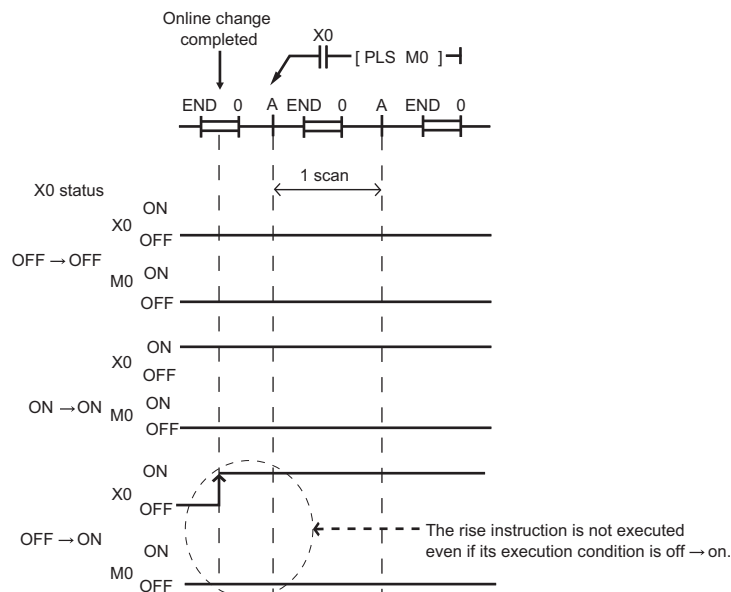 Online change
completed
X0
[ PLS M0 ]
END 0 A END 0 A END 0
1 scan
X0 status
ON
X0
OFF
OFF → OFF
ON
M0
OFF
ON
X0
OFF
ON
ON → ON
M0
OFF
ON
X0
OFF
The rise instruction is not executed
even if its execution condition is off → on.
OFF → ON
ON
M0
OFF